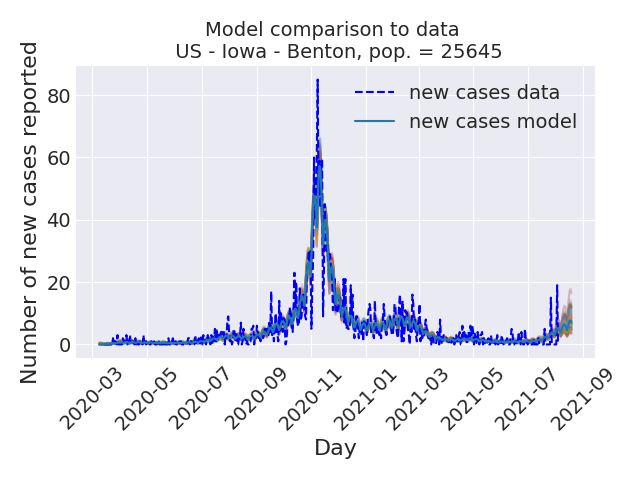 Model comparison to data
US - Iowa - Benton, pop. = 25645
Number of new cases reported
80
60
40
20
0
new cases data
new cases model
2020-03
2020-05
2020-07
2020-09
2020-11
2021-01
2021-03
2021-05
2021-07
2021-09
Day